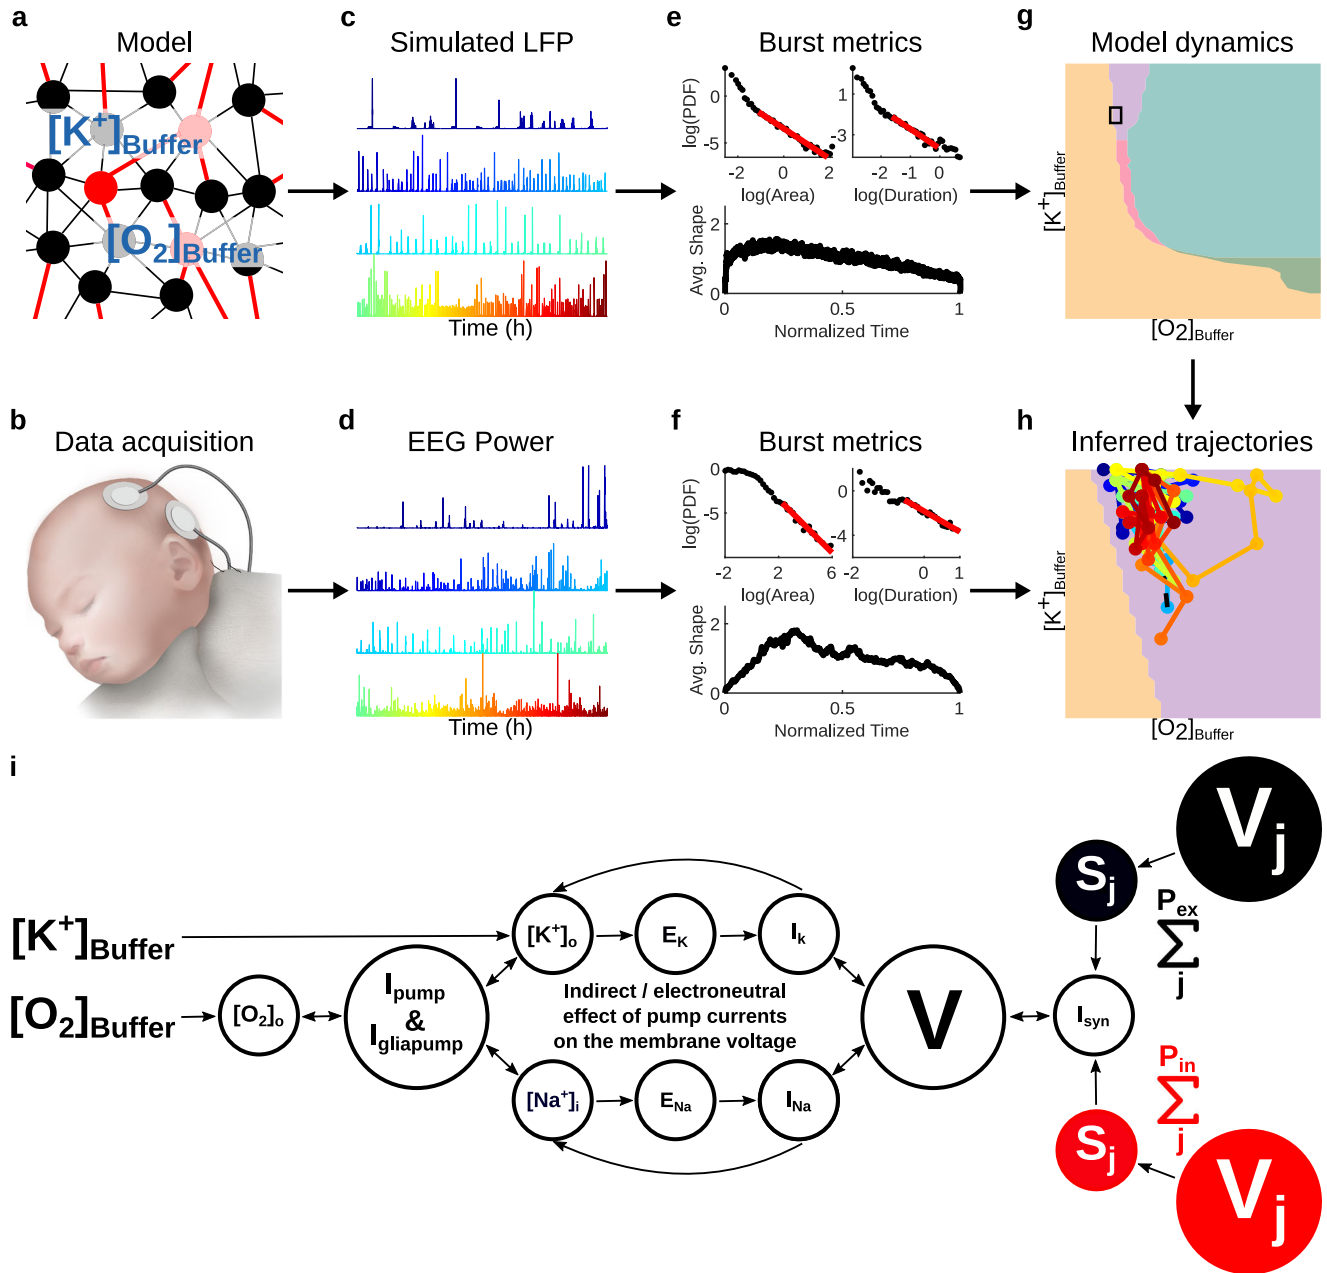 a
Model
[K+]Buffer
[O2]Buffer
c
Simulated LFP
Time (h)
e
Burst metrics
log(PDF)
0
-5
-2
0
2
log(Area)
1
-3
-2
-1
0
log(Duration)
Avg. Shape
2
0
0
0.5
1
Normalized Time
g
Model dynamics
[K+]Buffer
[O2]Buffer
b
Data acquisition
d
EEG Power
Time (h)
f
Burst metrics
log(PDF)
0
-5
-2
2
6
log(Area)
0
-4
-2
0
1
log(Duration)
Avg. Shape
2
0
0
0.5
1
Normalized Time
h
Inferred trajectories
[K+]Buffer
[O2]Buffer
i
[K+]Buffer
[O2]Buffer
[O2]o
Ipump
&
Igliapump
[K+]o
EK
Ik
Indirect / electroneutral
effect of pump currents
on the membrane voltage
[Na+]i
ENa
INa
V
Isyn
Sj
Vj
Pex
∑
j
Pin
∑
j
Sj
Vj